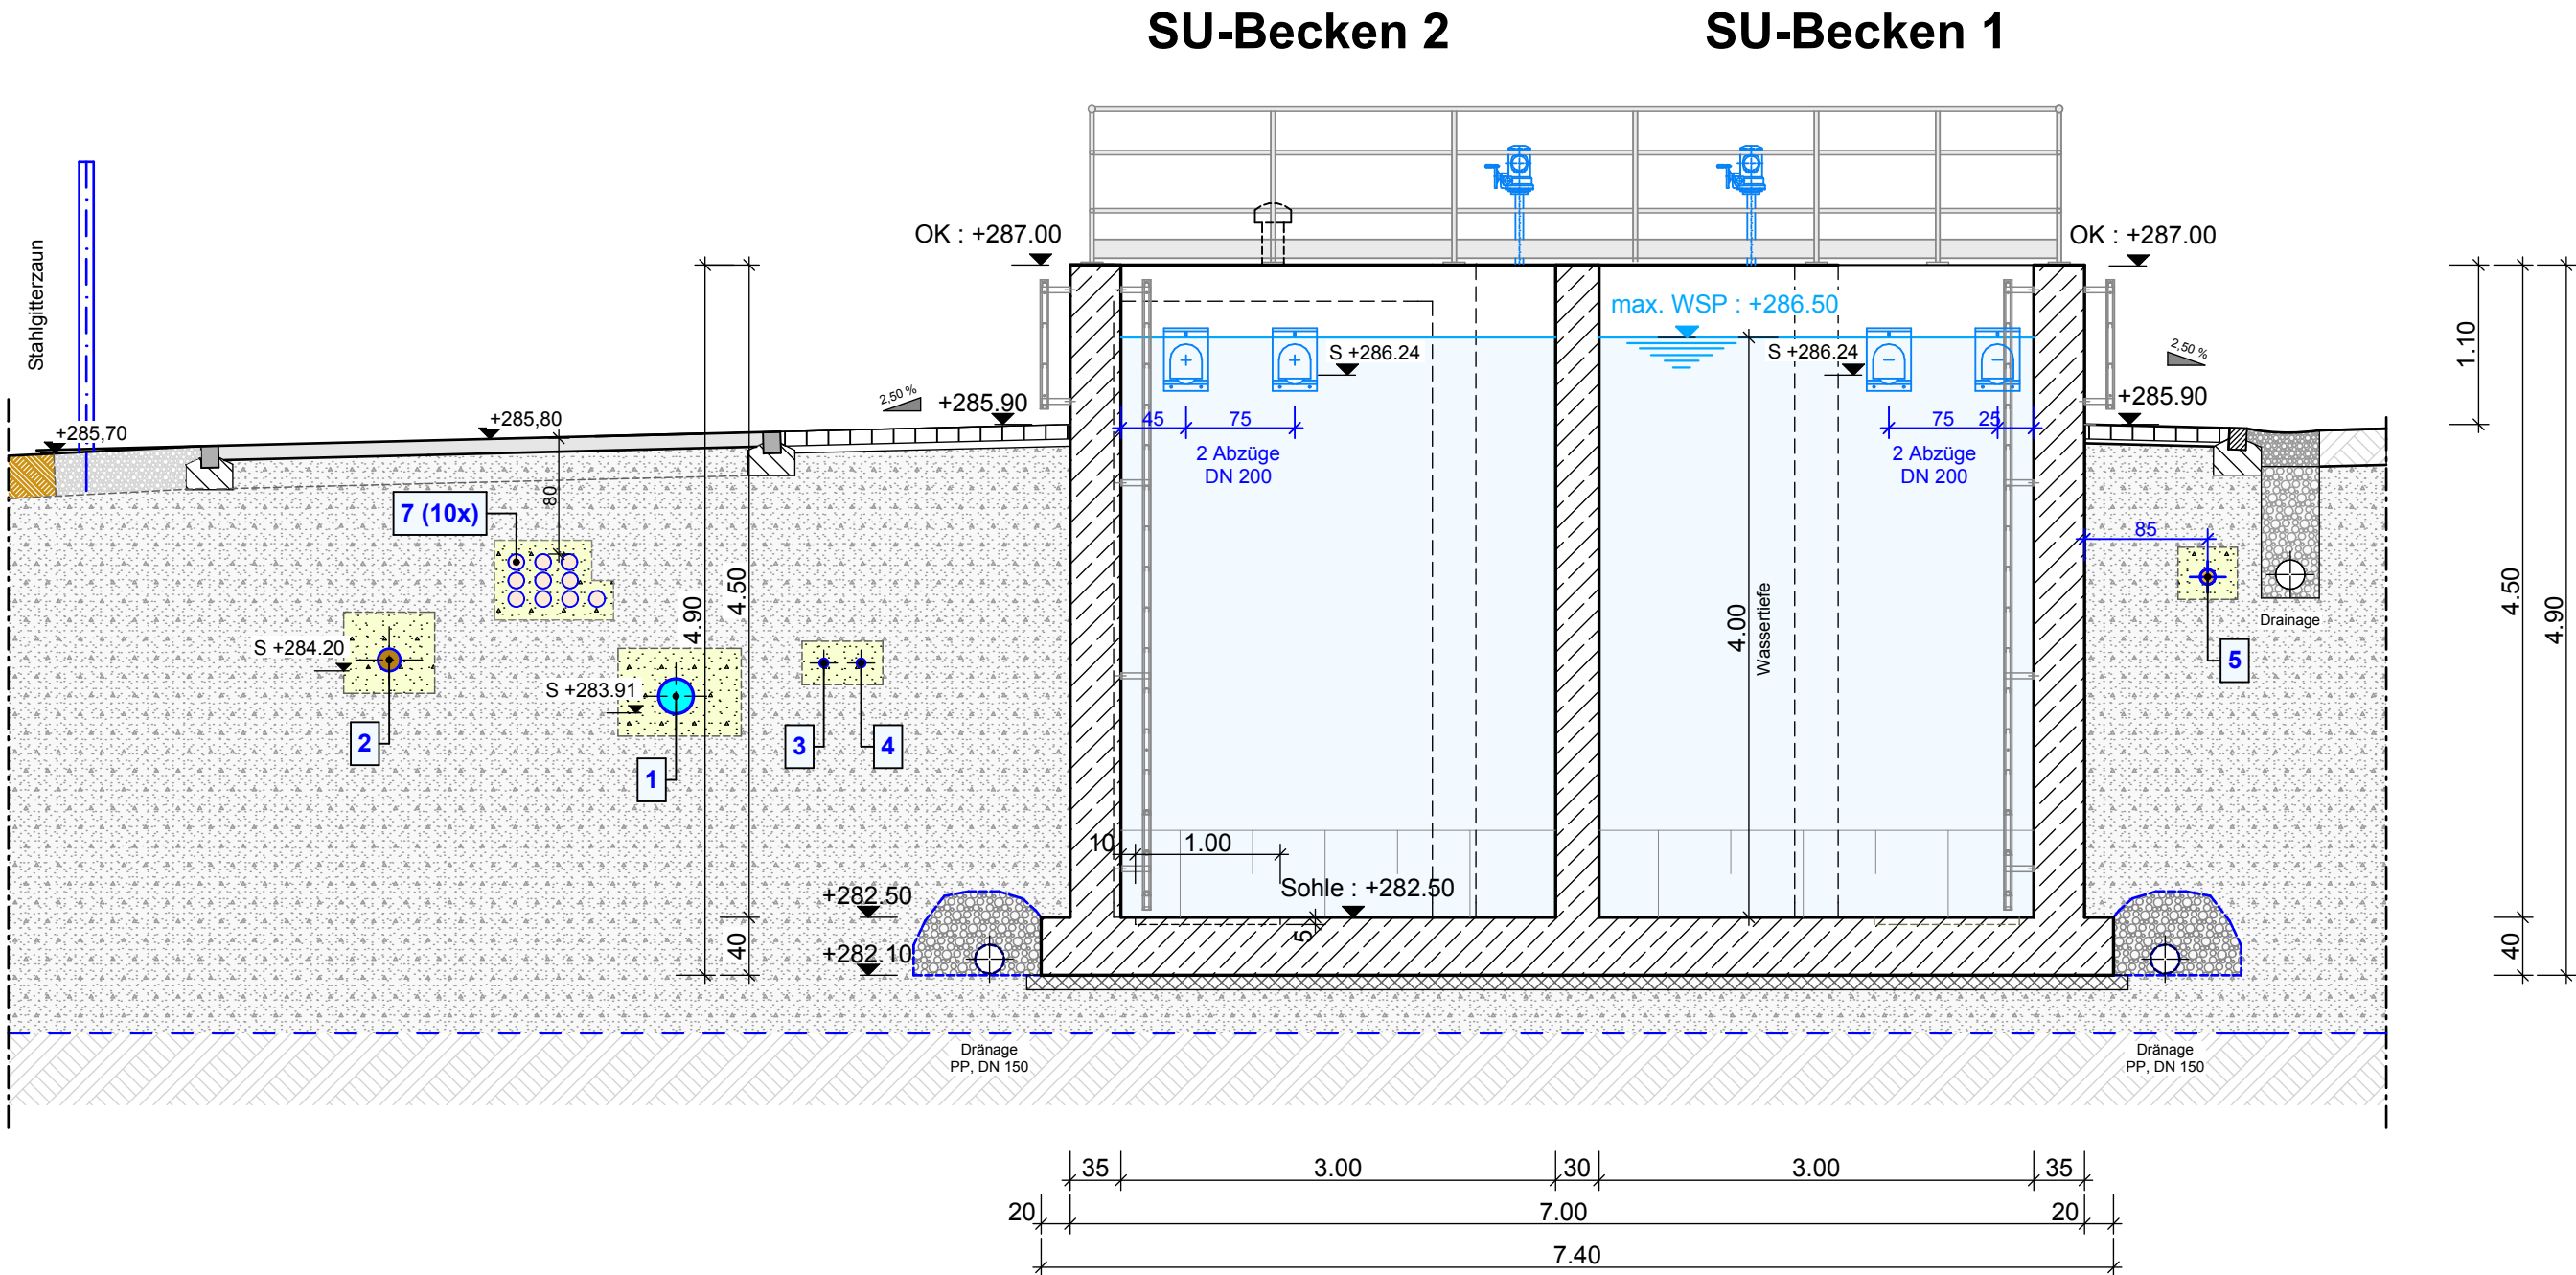 SU-Becken 2
SU-Becken 1
Stahlgitterzaun
OK : +287.00
OK : +287.00
max. WSP : +286.50
S +286.24
S +286.24
2,50 %
2,50 %
+285.90
+285.90
+285,80
+285,70
45
75
75
25
2 Abzüge
DN 200
2 Abzüge
DN 200
1.10
80
7 (10x)
85
4.90
4.50
4.00
Wassertiefe
4.50
4.90
Drainage
S +284.20
S +283.91
2
1
3
4
5
10
1.00
Sohle : +282.50
5
+282.50
+282.10
40
40
Dränage
PP, DN 150
Dränage
PP, DN 150
35
3.00
30
3.00
35
20
7.00
20
7.40